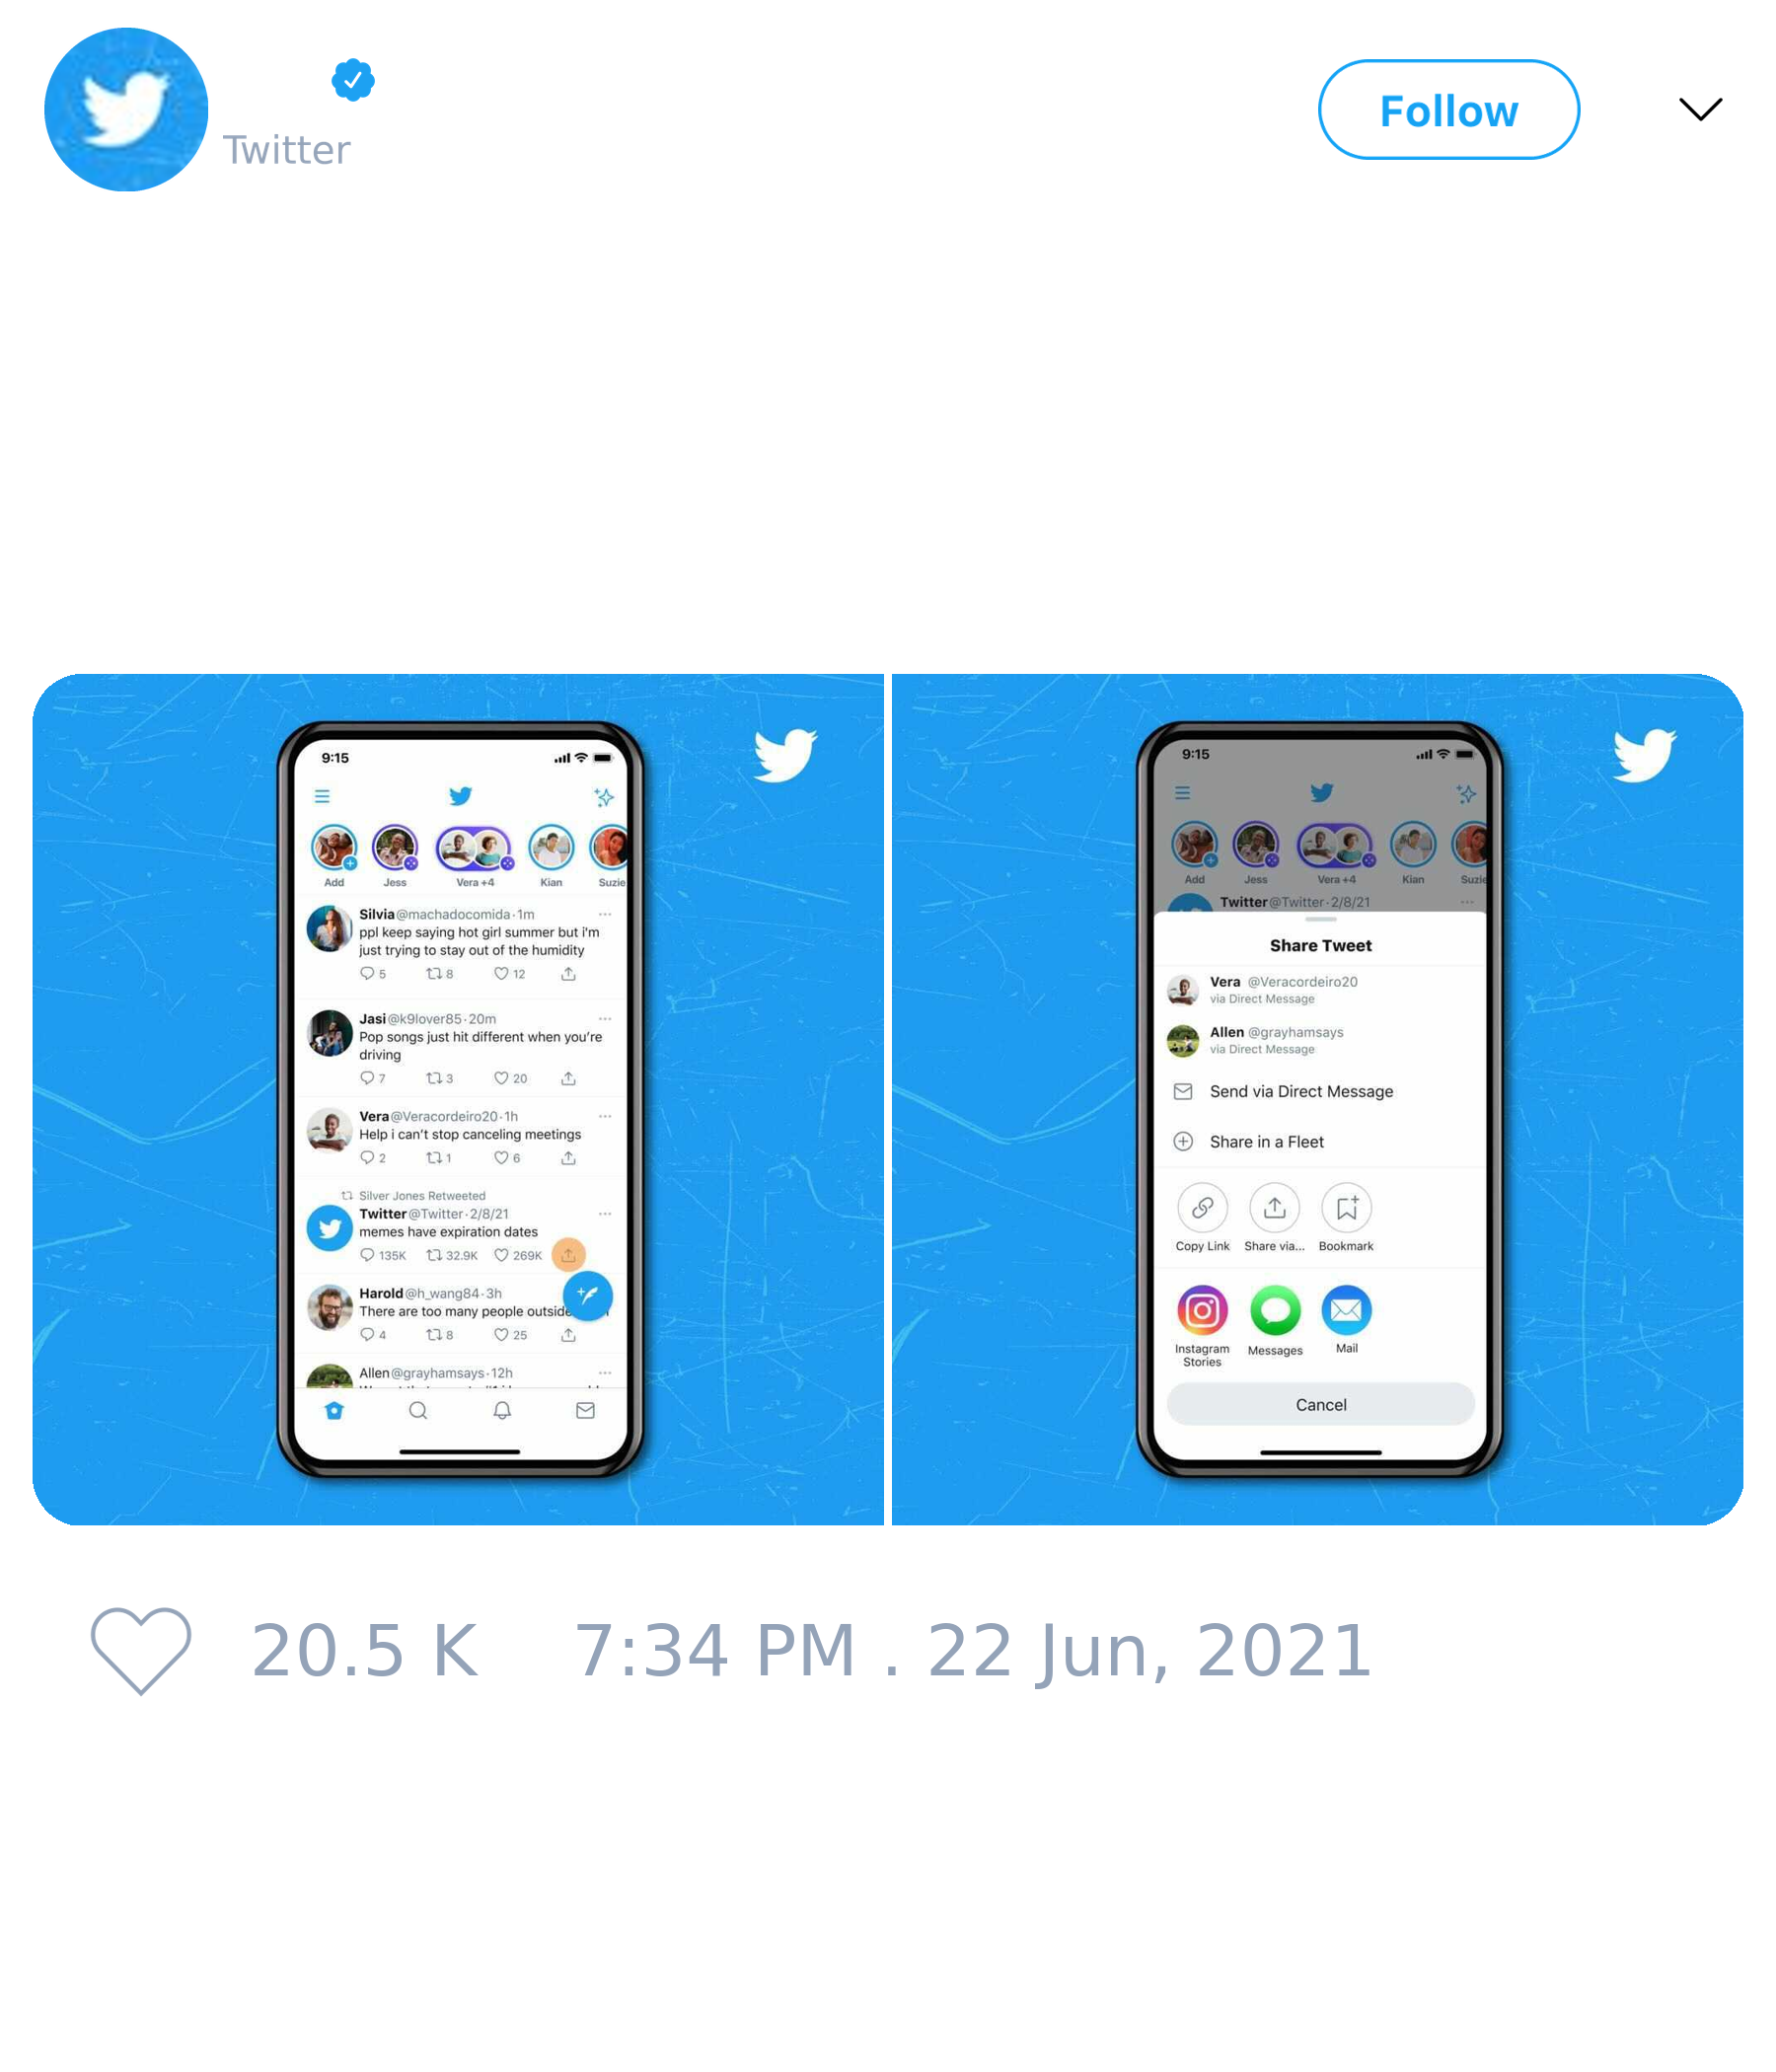 Twitter
Follow
9:15
Add
Jess
Vera +4
Kian
Suzie
Silvia @machadocomida · 1m
ppl keep saying hot girl summer but i'm
just trying to stay out of the humidity
5 8 12
Jasi @k9lover85 · 20m
Pop songs just hit different when you're
driving
7 3 20
Vera @Veracordeiro20 · 1h
Help i can't stop canceling meetings
2 1 6
Silver Jones Retweeted
Twitter @Twitter · 2/8/21
memes have expiration dates
135K 32.9K 269K
Harold @h_wang84 · 3h
There are too many people outside
4 8 25
Allen @grayhamsays · 12h
9:15
Add
Jess
Vera +4
Kian
Suzie
Twitter @Twitter · 2/8/21
Share Tweet
Vera @Veracordeiro20
via Direct Message
Allen @grayhamsays
via Direct Message
Send via Direct Message
Share in a Fleet
Copy Link
Share via...
Bookmark
Instagram
Stories
Messages
Mail
Cancel
20.5 K 7:34 PM . 22 Jun, 2021